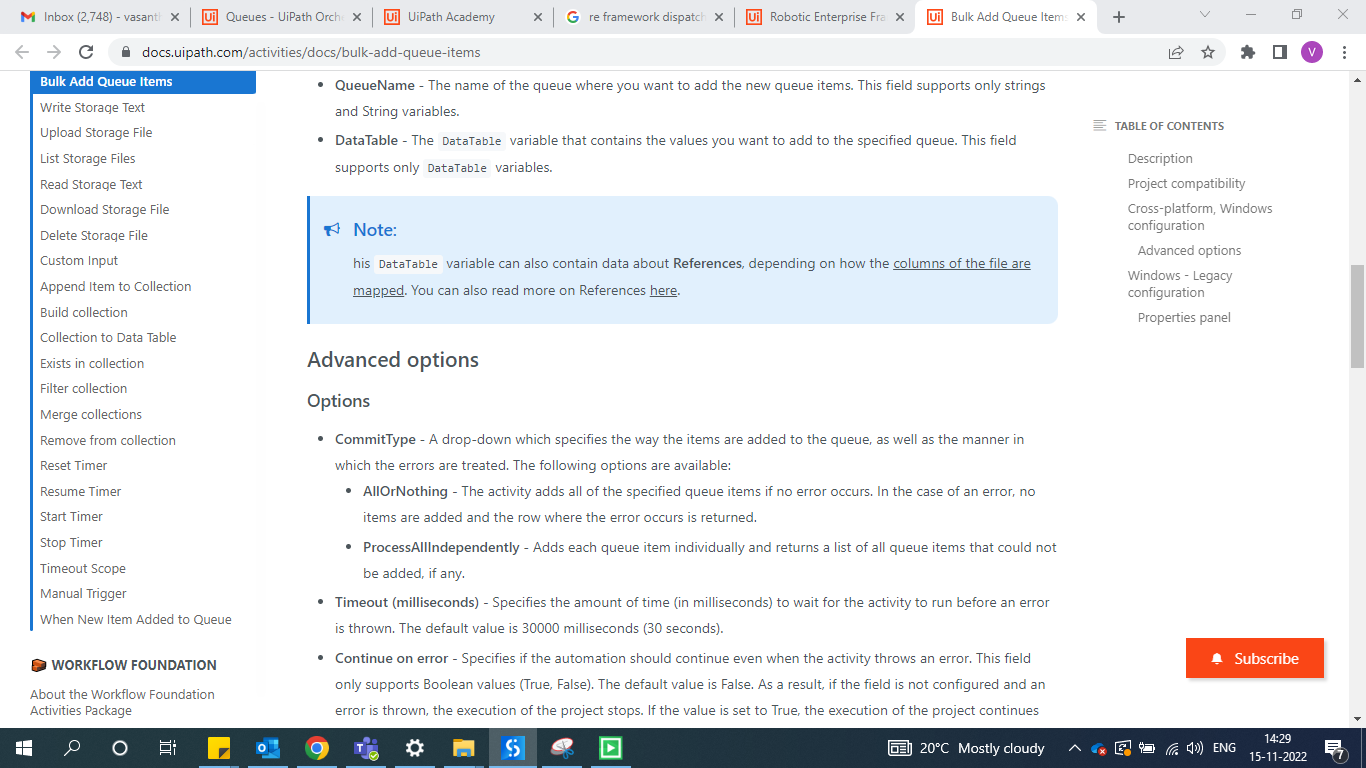 Inbox (2,748) - vasanth
Queues - UiPath Orche
UiPath Academy
re framework dispatch
Robotic Enterprise Fra
Bulk Add Queue Items
docs.uipath.com/activities/docs/bulk-add-queue-items
V
Bulk Add Queue Items
Write Storage Text
Upload Storage File
List Storage Files
Read Storage Text
Download Storage File
Delete Storage File
Custom Input
Append Item to Collection
Build collection
Collection to Data Table
Exists in collection
Filter collection
Merge collections
Remove from collection
Reset Timer
Resume Timer
Start Timer
Stop Timer
Timeout Scope
Manual Trigger
When New Item Added to Queue
WORKFLOW FOUNDATION
About the Workflow Foundation
Activities Package
• QueueName - The name of the queue where you want to add the new queue items. This field supports only strings
and String variables.
• DataTable - The DataTable variable that contains the values you want to add to the specified queue. This field
supports only DataTable variables.
Note:
his DataTable variable can also contain data about References, depending on how the columns of the file are
mapped. You can also read more on References here.
Advanced options
Options
• CommitType - A drop-down which specifies the way the items are added to the queue, as well as the manner in
which the errors are treated. The following options are available:
• AllOrNothing - The activity adds all of the specified queue items if no error occurs. In the case of an error, no
items are added and the row where the error occurs is returned.
• ProcessAllIndependently - Adds each queue item individually and returns a list of all queue items that could not
be added, if any.
• Timeout (milliseconds) - Specifies the amount of time (in milliseconds) to wait for the activity to run before an error
is thrown. The default value is 30000 milliseconds (30 seconds).
• Continue on error - Specifies if the automation should continue even when the activity throws an error. This field
only supports Boolean values (True, False). The default value is False. As a result, if the field is not configured and an
error is thrown, the execution of the project stops. If the value is set to True, the execution of the project continues
TABLE OF CONTENTS
Description
Project compatibility
Cross-platform, Windows
configuration
Advanced options
Windows - Legacy
configuration
Properties panel
Subscribe
20°C Mostly cloudy
ENG
14:29
15-11-2022
7